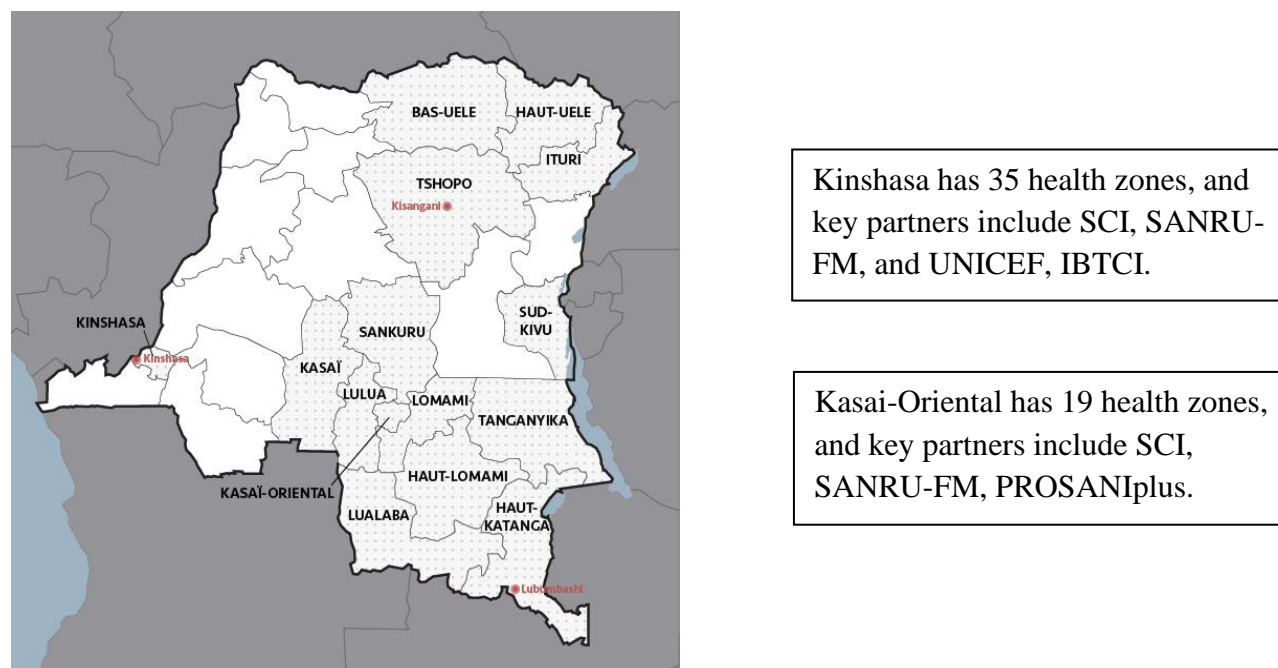 BAS-UELE
HAUT-UELE
ITURI
TSHOPO
Kisangani
KINSHASA
Kinshasa
SANKURU
SUD-
KIVU
KASAÏ
LULUA
LOMAMI
TANGANYIKA
HAUT-LOMAMI
KASAÏ-ORIENTAL
LUALABA
HAUT-
KATANGA
Lubumbashi
Kinshasa has 35 health zones, and
key partners include SCI, SANRU-
FM, and UNICEF, IBTCI.
Kasai-Oriental has 19 health zones,
and key partners include SCI,
SANRU-FM, PROSANIplus.